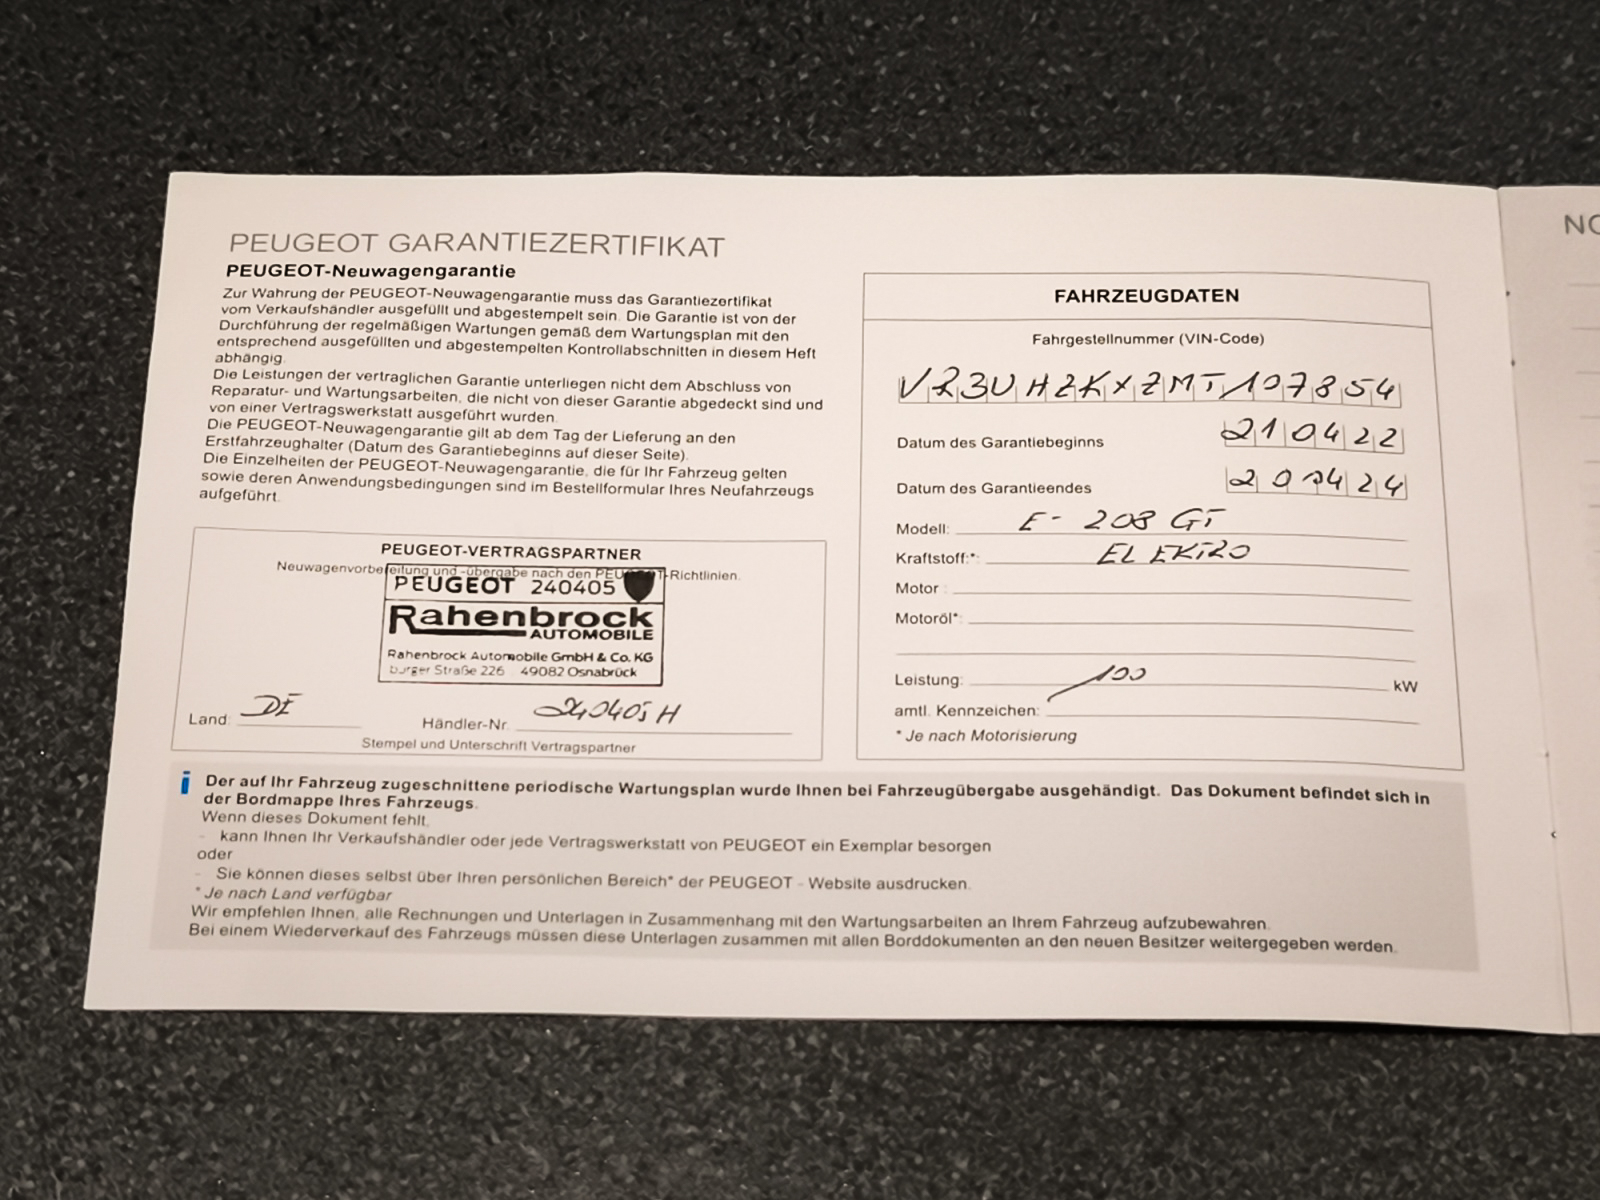 PEUGEOT GARANTIEZERTIFIKAT
PEUGEOT-Neuwagengarantie
Zur Wahrung der PEUGEOT-Neuwagengarantie muss das Garantiezertifikat
vom Verkaufshändler ausgefüllt und abgestempelt sein. Die Garantie ist von der
Durchführung der regelmäßigen Wartungen gemäß dem Wartungsplan mit den
entsprechend ausgefüllten und abgestempelten Kontrollabschnitten in diesem Heft
abhängig.
Die Leistungen der vertraglichen Garantie unterliegen nicht dem Abschluss von
Reparatur- und Wartungsarbeiten, die nicht von dieser Garantie abgedeckt sind und
von einer Vertragswerkstatt ausgeführt wurden.
Die PEUGEOT-Neuwagengarantie gilt ab dem Tag der Lieferung an den
Erstfahrzeughalter (Datum des Garantiebeginns auf dieser Seite).
Die Einzelheiten der PEUGEOT-Neuwagengarantie, die für Ihr Fahrzeug gelten
sowie deren Anwendungsbedingungen sind im Bestellformular Ihres Neufahrzeugs
aufgeführt.
PEUGEOT-VERTRAGSPARTNER
Neuwagenvorbereitung und -übergabe nach den PEUGEOT-Richtlinien.
PEUGEOT 240405
Rahenbrock
AUTOMOBILE
Rahenbrock Automobile GmbH & Co. KG
burger Straße 226 49082 Osnabrück
Land: DE
Händler-Nr. 240405H
Stempel und Unterschrift Vertragspartner
FAHRZEUGDATEN
Fahrgestellnummer (VIN-Code)
VR3UHZKXZMT107854
Datum des Garantiebeginns 210422
Datum des Garantieendes 200424
Modell: E-208 GT
Kraftstoff:*: ELEKTRO
Motor :
Motoröl*:
Leistung: 100 kW
amtl. Kennzeichen:
* Je nach Motorisierung
i Der auf Ihr Fahrzeug zugeschnittene periodische Wartungsplan wurde Ihnen bei Fahrzeugübergabe ausgehändigt. Das Dokument befindet sich in
der Bordmappe Ihres Fahrzeugs.
Wenn dieses Dokument fehlt,
- kann Ihnen Ihr Verkaufshändler oder jede Vertragswerkstatt von PEUGEOT ein Exemplar besorgen
oder
- Sie können dieses selbst über Ihren persönlichen Bereich* der PEUGEOT - Website ausdrucken.
* Je nach Land verfügbar
Wir empfehlen Ihnen, alle Rechnungen und Unterlagen in Zusammenhang mit den Wartungsarbeiten an Ihrem Fahrzeug aufzubewahren.
Bei einem Wiederverkauf des Fahrzeugs müssen diese Unterlagen zusammen mit allen Borddokumenten an den neuen Besitzer weitergegeben werden.
NO